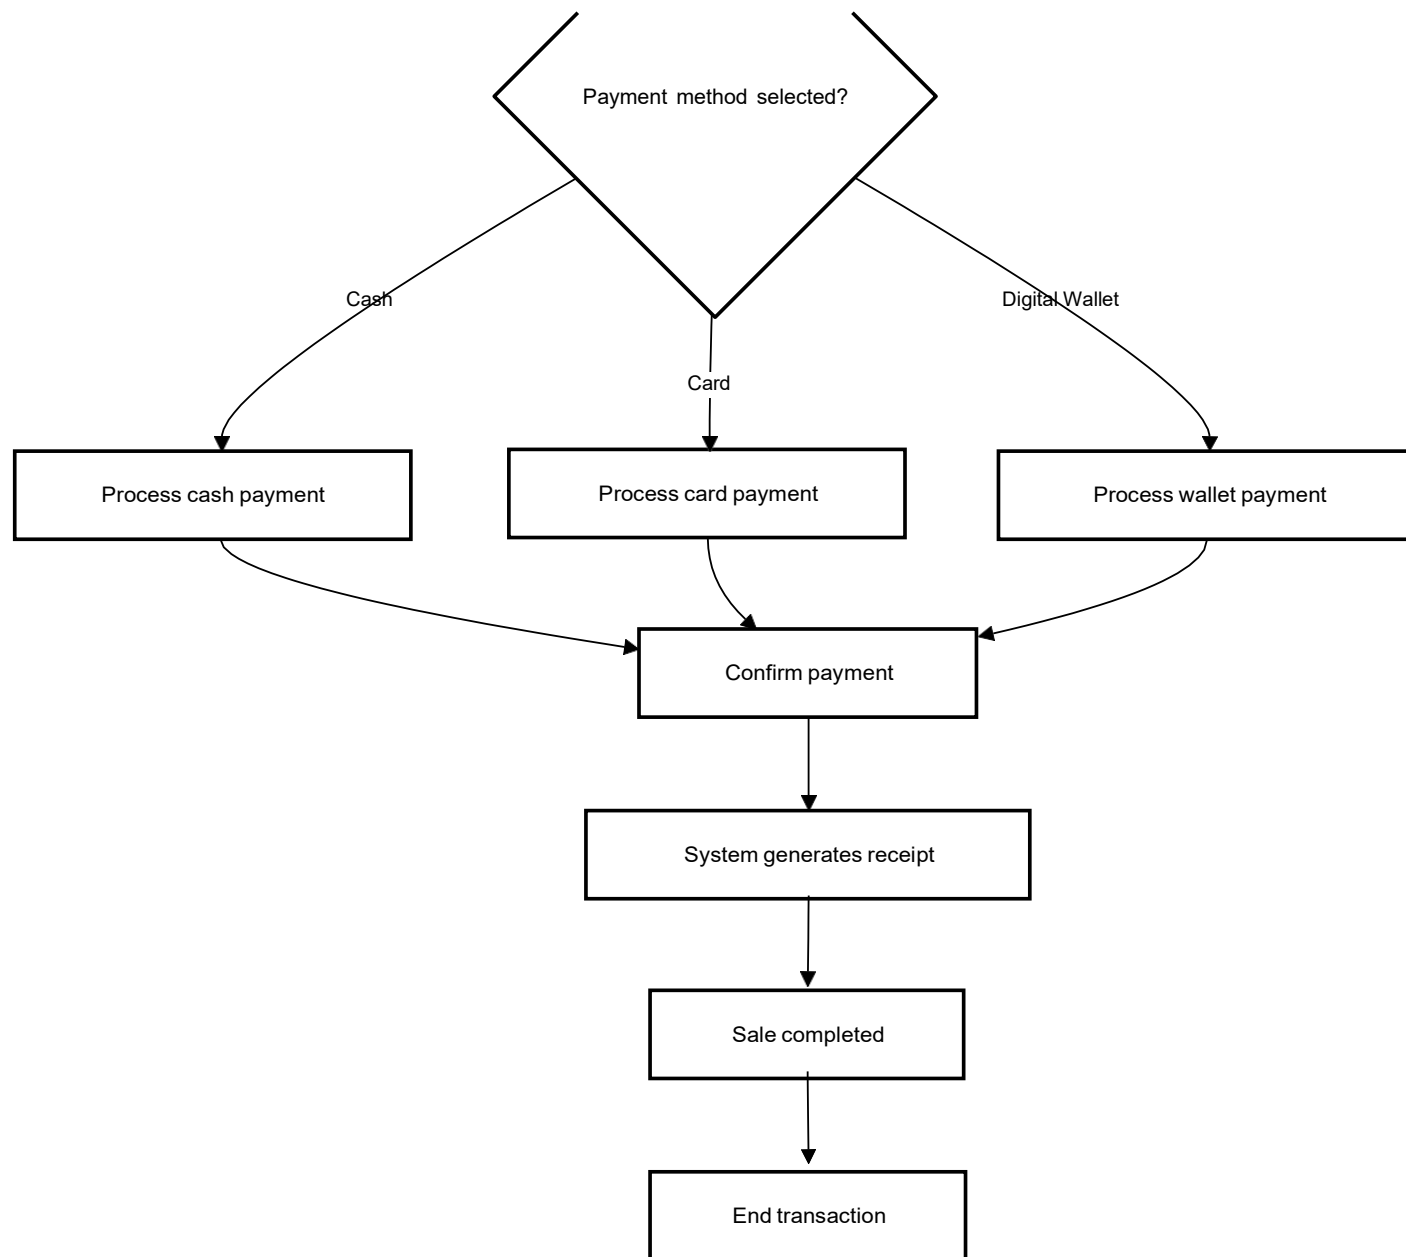 Payment method selected?
Cash
Digital Wallet
Card
Process cash payment
Process card payment
Process wallet payment
Confirm payment
System generates receipt
Sale completed
End transaction